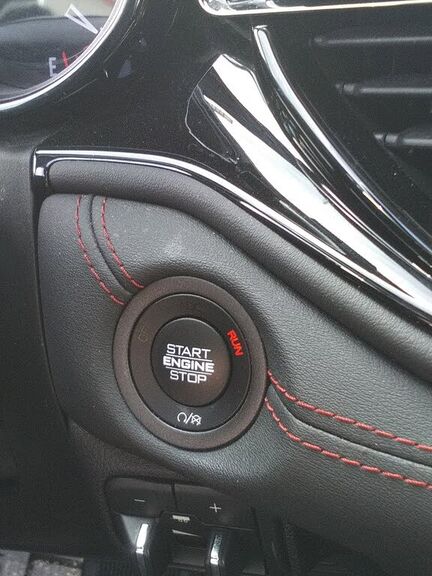 E
RUN
START
ENGINE
STOP
- +